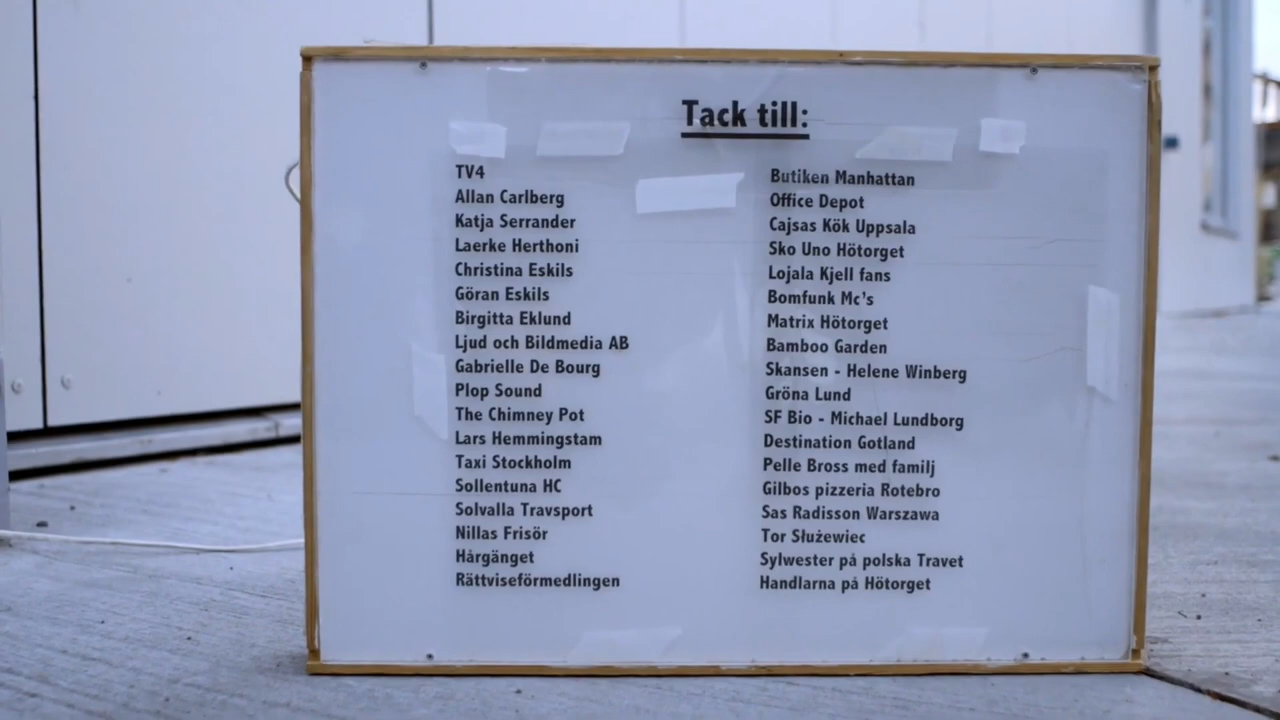 Tack till:
TV4
Allan Carlberg
Katja Serrander
Laerke Herthoni
Christina Eskils
Göran Eskils
Birgitta Eklund
Ljud och Bildmedia AB
Gabrielle De Bourg
Plop Sound
The Chimney Pot
Lars Hemmingstam
Taxi Stockholm
Sollentuna HC
Solvalla Travsport
Nillas Frisör
Hårgänget
Rättviseförmedlingen
Butiken Manhattan
Office Depot
Cajsas Kök Uppsala
Sko Uno Hötorget
Lojala Kjell fans
Bomfunk Mc's
Matrix Hötorget
Bamboo Garden
Skansen - Helene Winberg
Gröna Lund
SF Bio - Michael Lundborg
Destination Gotland
Pelle Bross med familj
Gilbos pizzeria Rotebro
Sas Radisson Warszawa
Tor Służewiec
Sylwester på polska Travet
Handlarna på Hötorget